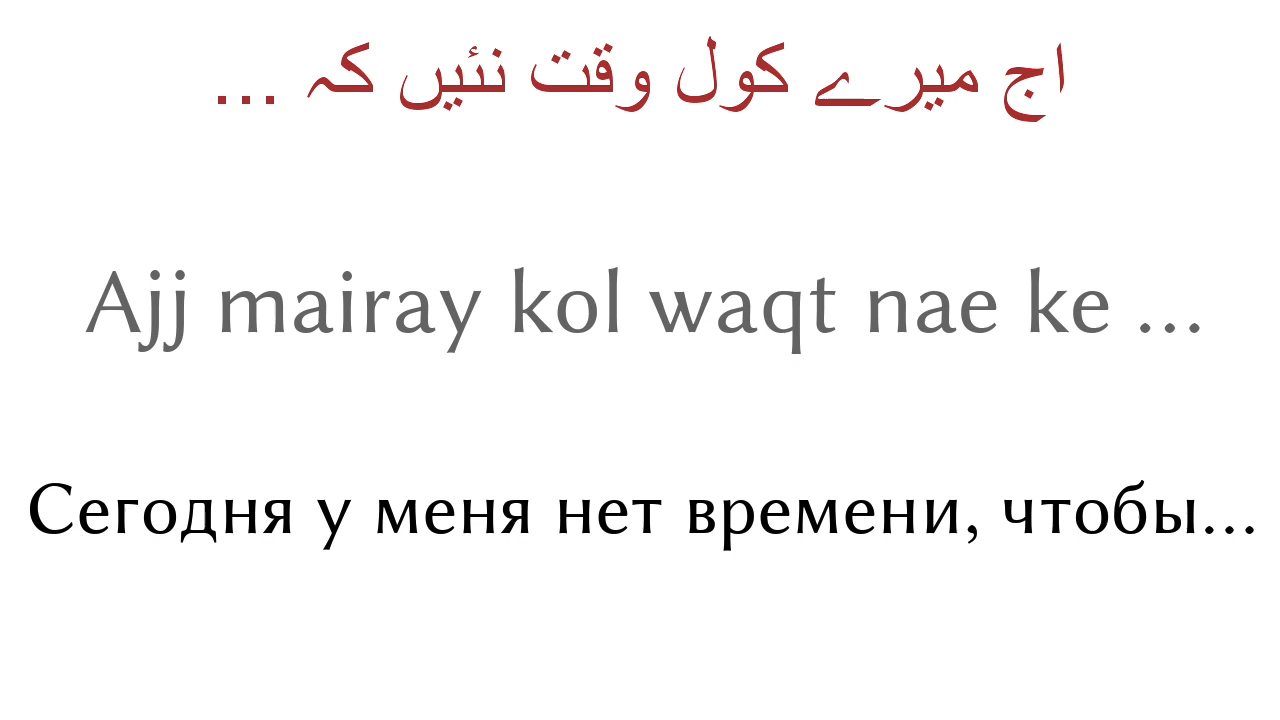 اج میرے کول وقت نئیں کہ ...
Ajj mairay kol waqt nae ke ...
Сегодня у меня нет времени, чтобы...